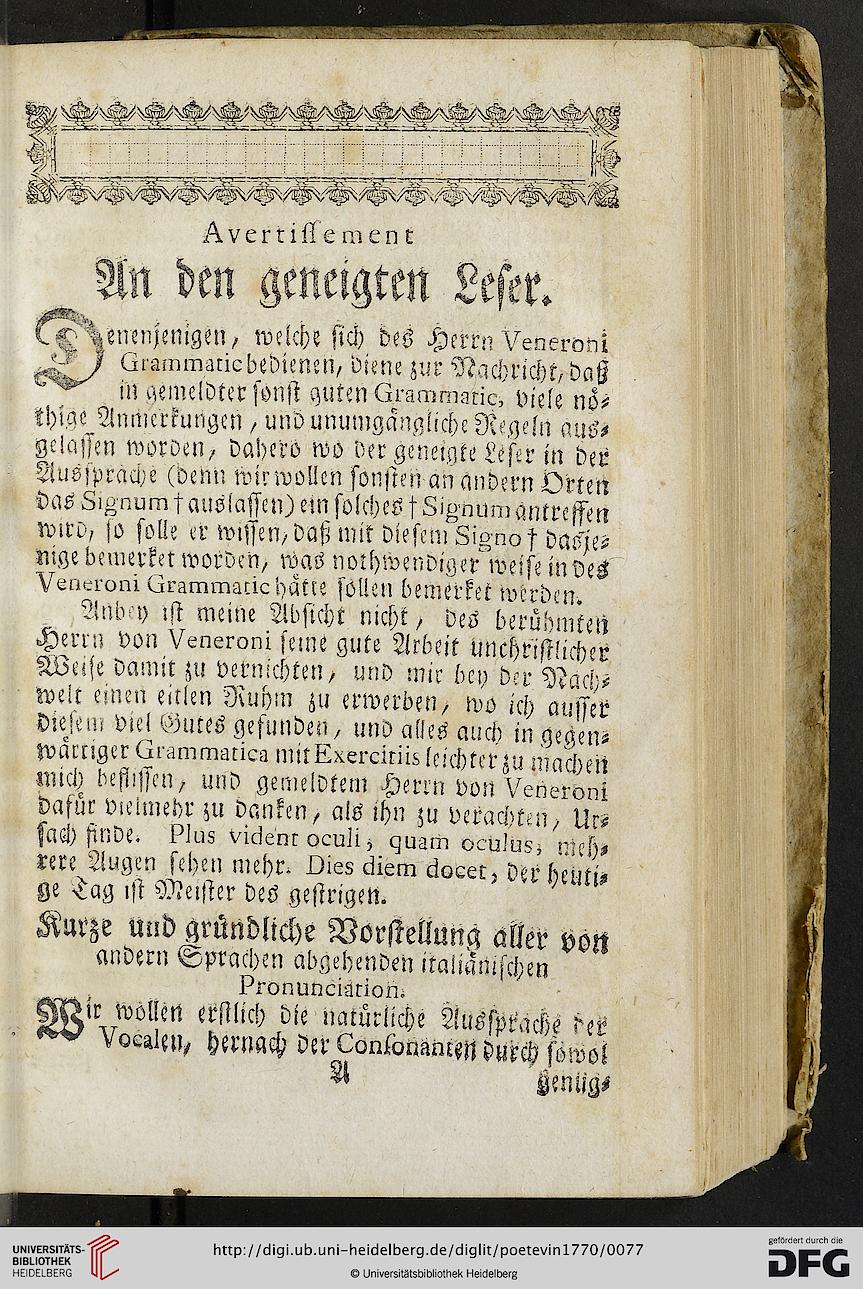 Avertiſſement
An den geneigten Leſer.
Denenjenigen, welche ſich des Herrn Veneroni
Grammatic bedienen, diene zur Nachricht, daß
in gemeldter ſonſt guten Grammatic, viele nö⸗
thige Anmerkungen, und unumgängliche Regeln aus⸗
gelaſſen worden, dahero wo der geneigte Leſer in der
Ausſprache (denn wir wollen ſonſten an andern Orten
das Signum † auslaſſen) ein ſolches † Signum antreffen
wird, ſo ſolle er wiſſen, daß mit dieſem Signo † dasje⸗
nige bemerket worden, was nothwendiger weiſe in des
Veneroni Grammatic hätte ſollen bemerket werden.
Anbey iſt meine Abſicht nicht, des berühmten
Herrn von Veneroni ſeine gute Arbeit unchriſtlicher
Weiſe damit zu vernichten, und mir bey der Nach⸗
welt einen eitlen Ruhm zu erwerben, wo ich auſſer
dieſem viel Gutes gefunden, und alles auch in gegen⸗
wärtiger Grammatica mit Exercitiis leichter zu machen
mich befliſſen, und gemeldtem Herrn von Veneroni
dafür vielmehr zu danken, als ihn zu verachten, Ur⸗
ſach finde. Plus vident oculi, quam oculus, meh⸗
rere Augen ſehen mehr. Dies diem docet, der heuti⸗
ge Tag iſt Meiſter des geſtrigen.
Kurze und gründliche Vorſtellung aller von
andern Sprachen abgehenden italiäniſchen
Pronunciation.
Wir wollen erſtlich die natürliche Ausſprache der
Vocalen, hernach der Conſonanten durch ſowol
A
genug⸗
UNIVERSITÄTS-
BIBLIOTHEK
HEIDELBERG
http://digi.ub.uni-heidelberg.de/diglit/poetevin1770/0077
© Universitätsbibliothek Heidelberg
gefördert durch die
DFG